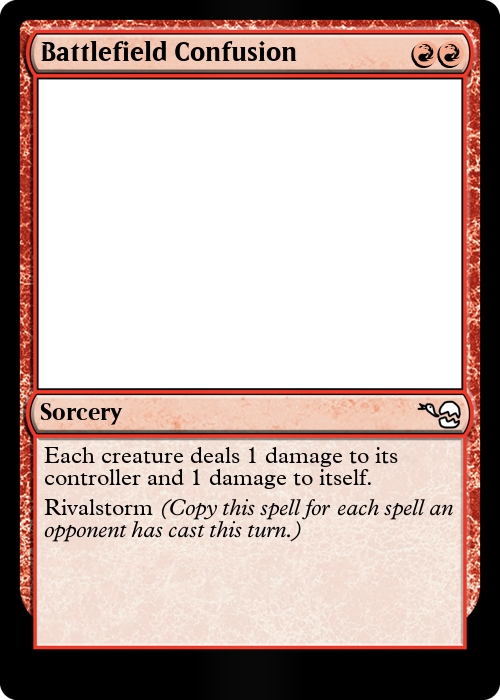 Battlefield Confusion
Sorcery
Each creature deals 1 damage to its
controller and 1 damage to itself.
Rivalstorm (Copy this spell for each spell an
opponent has cast this turn.)